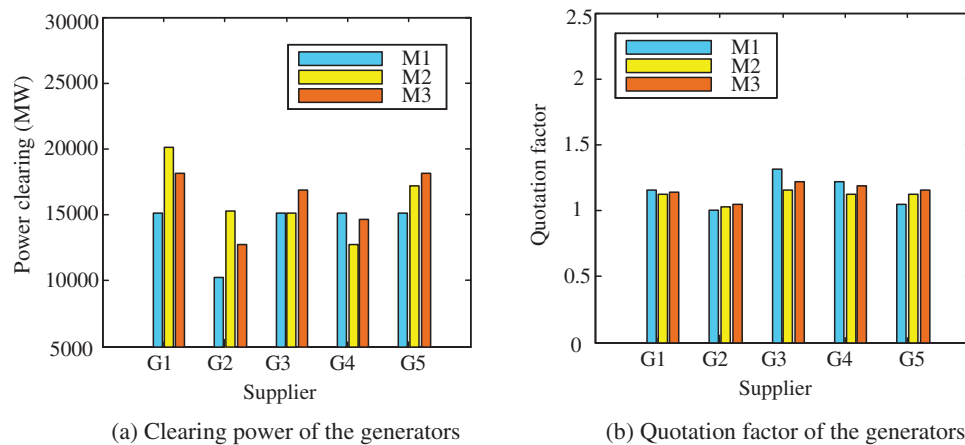 30000
25000
20000
15000
10000
5000
Power clearing (MW)
M1
M2
M3
G1 G2 G3 G4 G5
Supplier
(a) Clearing power of the generators
2.5
2
1.5
1
0.5
0
Quotation factor
M1
M2
M3
G1 G2 G3 G4 G5
Supplier
(b) Quotation factor of the generators